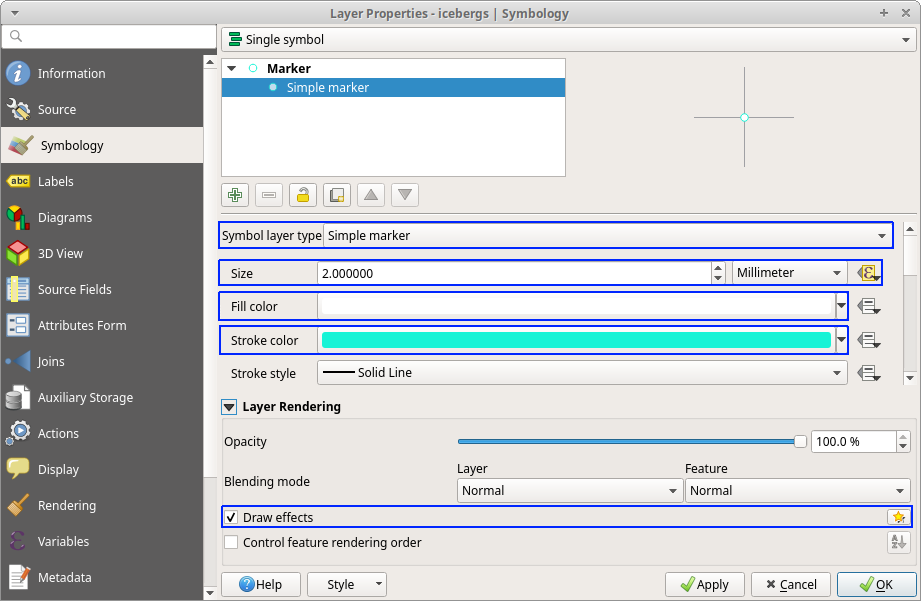 Layer Properties - icebergs | Symbology
Single symbol
Information
Source
Symbology
Labels
Diagrams
3D View
Source Fields
Attributes Form
Joins
Auxiliary Storage
Actions
Display
Rendering
Variables
Metadata
abc
Marker
Simple marker
Symbol layer type Simple marker
Size 2.000000 Millimeter
Fill color
Stroke color
Stroke style Solid Line
Layer Rendering
Opacity 100.0 %
Layer Feature
Blending mode
Normal Normal
Draw effects
Control feature rendering order
Help Style Apply Cancel OK